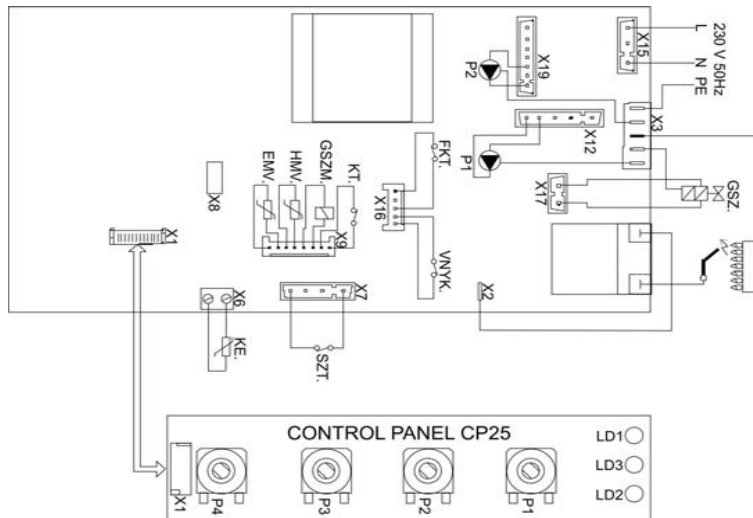 230 V 50Hz
L
N
PE
X15
X19
P2
X3
X12
P1
X17
GSZ.
FKT.
X16
VNYK.
EMV.
HMV.
GSZM.
KT.
X9
X8
X1
X6
KE.
X7
SZT.
X2
CONTROL PANEL CP25
LD1
LD3
LD2
X1
P4
P3
P2
P1